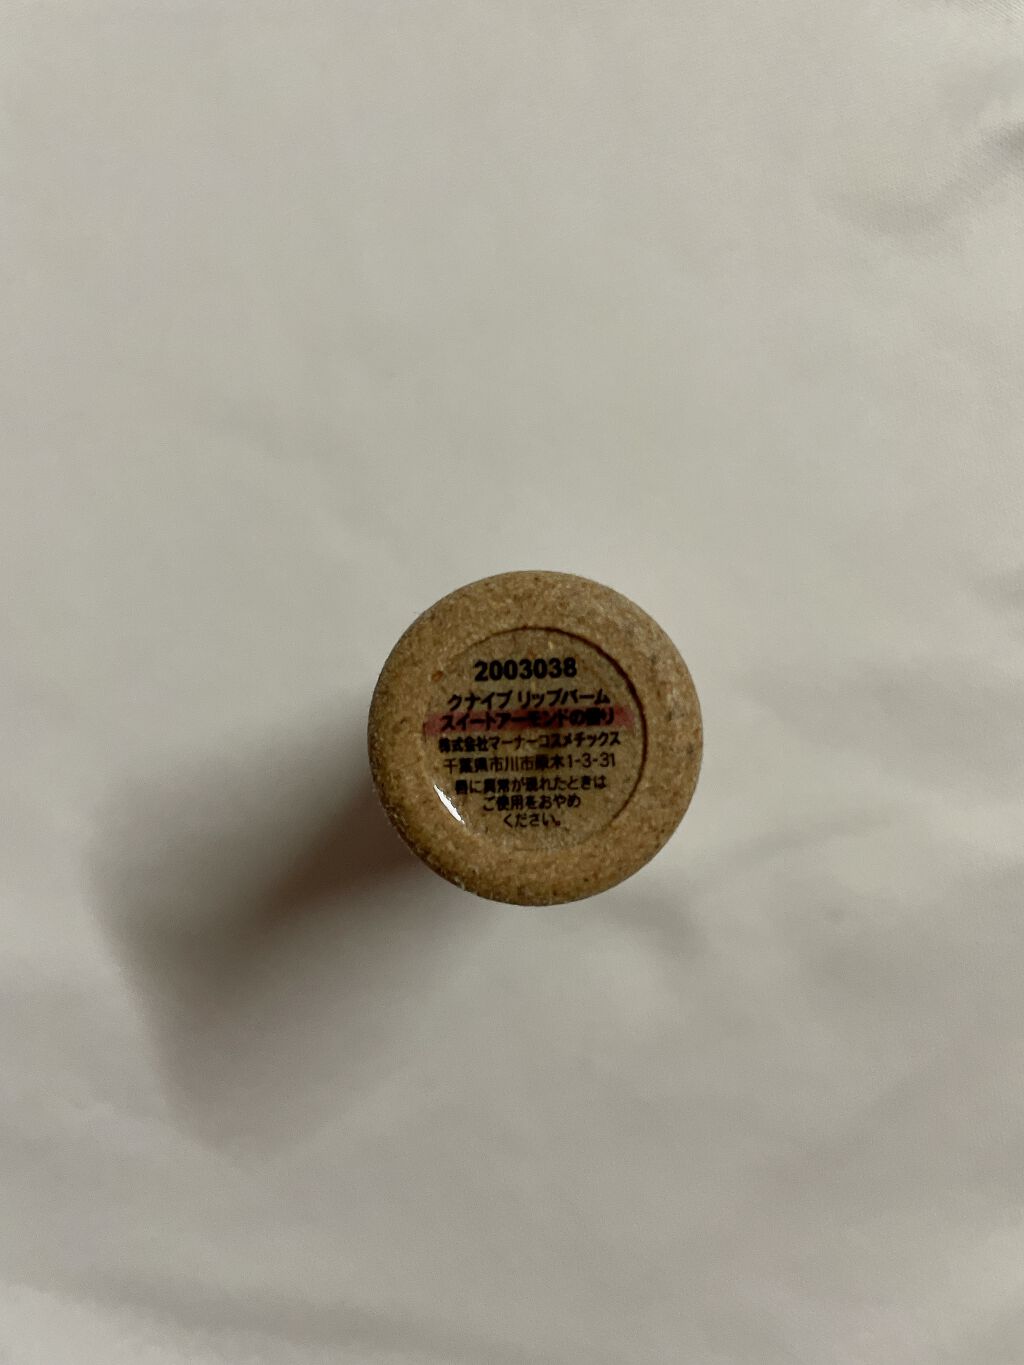 2003038
クナイプ リップバーム
スイートアーモンドの香り
株式会社マーナーコスメチックス
千葉県市川市原木1-3-31
唇に異常が現れたときは
ご使用をおやめ
ください。